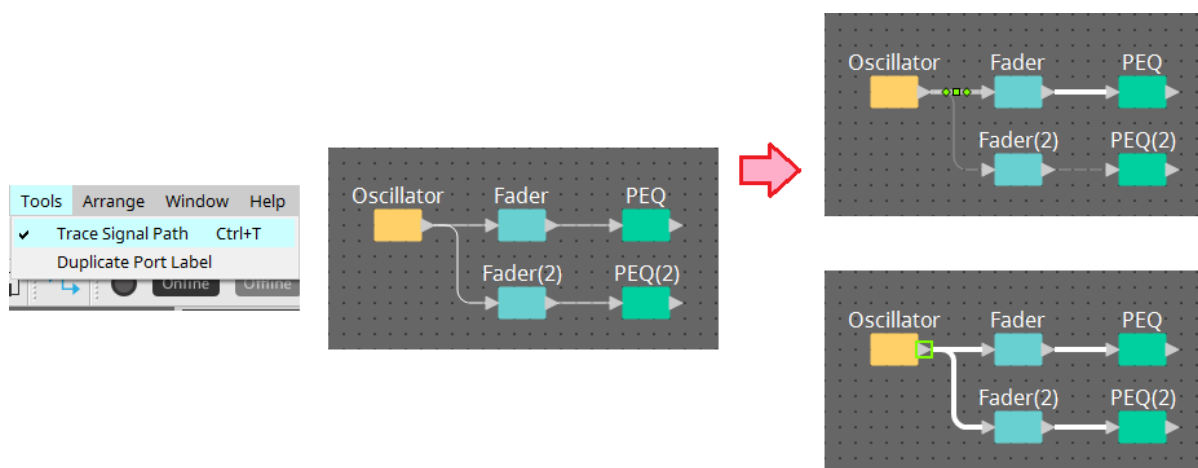 Tools Arrange Window Help
Trace Signal Path Ctrl+T
Duplicate Port Label
Online Offline
Oscillator Fader PEQ
Fader(2) PEQ(2)
Oscillator Fader PEQ
Fader(2) PEQ(2)
Oscillator Fader PEQ
Fader(2) PEQ(2)